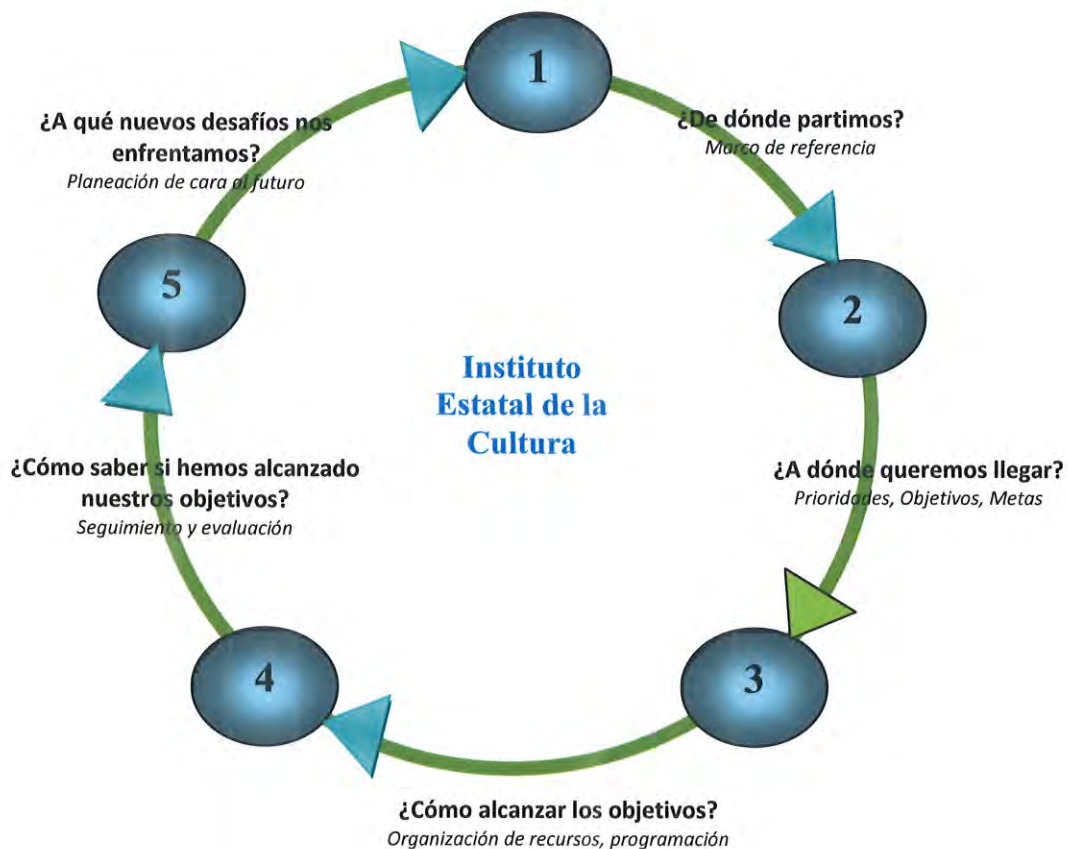 1
¿De dónde partimos?
Marco de referencia
2
¿A dónde queremos llegar?
Prioridades, Objetivos, Metas
3
¿Cómo alcanzar los objetivos?
Organización de recursos, programación
4
¿Cómo saber si hemos alcanzado
nuestros objetivos?
Seguimiento y evaluación
5
¿A qué nuevos desafíos nos
enfrentamos?
Planeación de cara al futuro
Instituto
Estatal de la
Cultura